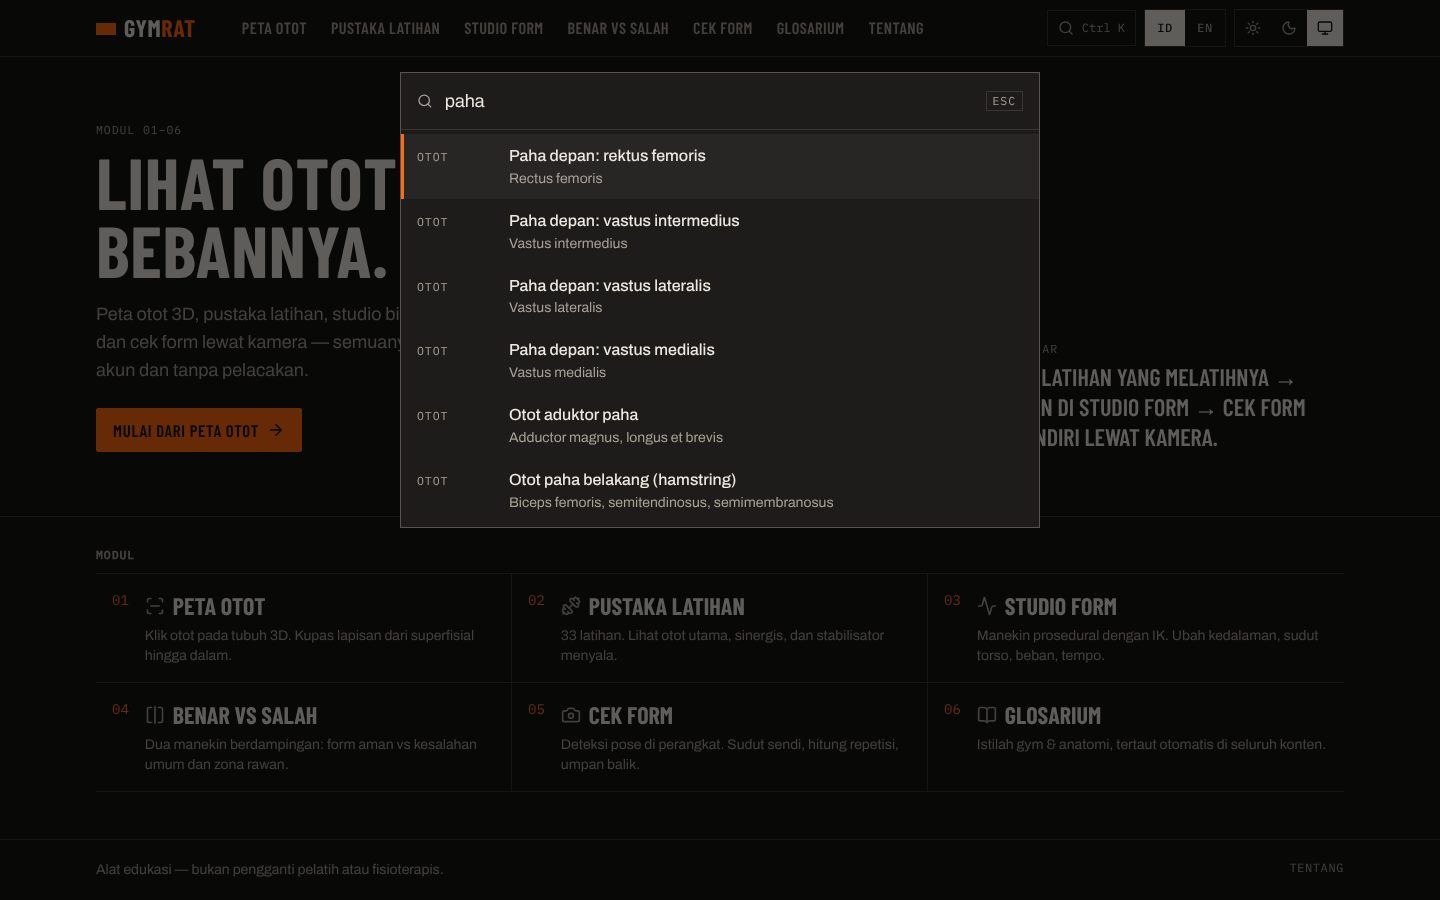 GYMRAT
PETA OTOT
PUSTAKA LATIHAN
STUDIO FORM
BENAR VS SALAH
CEK FORM
GLOSARIUM
TENTANG
Ctrl K
ID
EN
paha
ESC
OTOT
Paha depan: rektus femoris
Rectus femoris
OTOT
Paha depan: vastus intermedius
Vastus intermedius
OTOT
Paha depan: vastus lateralis
Vastus lateralis
OTOT
Paha depan: vastus medialis
Vastus medialis
OTOT
Otot aduktor paha
Adductor magnus, longus et brevis
OTOT
Otot paha belakang (hamstring)
Biceps femoris, semitendinosus, semimembranosus
MODUL 01–06
LIHAT OTOT
BEBANNYA.
Peta otot 3D, pustaka latihan, studio bi
dan cek form lewat kamera — semuany
akun dan tanpa pelacakan.
MULAI DARI PETA OTOT →
AR
LATIHAN YANG MELATIHNYA →
N DI STUDIO FORM → CEK FORM
NDIRI LEWAT KAMERA.
MODUL
01
PETA OTOT
Klik otot pada tubuh 3D. Kupas lapisan dari superfisial
hingga dalam.
02
PUSTAKA LATIHAN
33 latihan. Lihat otot utama, sinergis, dan stabilisator
menyala.
03
STUDIO FORM
Manekin prosedural dengan IK. Ubah kedalaman, sudut
torso, beban, tempo.
04
BENAR VS SALAH
Dua manekin berdampingan: form aman vs kesalahan
umum dan zona rawan.
05
CEK FORM
Deteksi pose di perangkat. Sudut sendi, hitung repetisi,
umpan balik.
06
GLOSARIUM
Istilah gym & anatomi, tertaut otomatis di seluruh konten.
Alat edukasi — bukan pengganti pelatih atau fisioterapis.
TENTANG